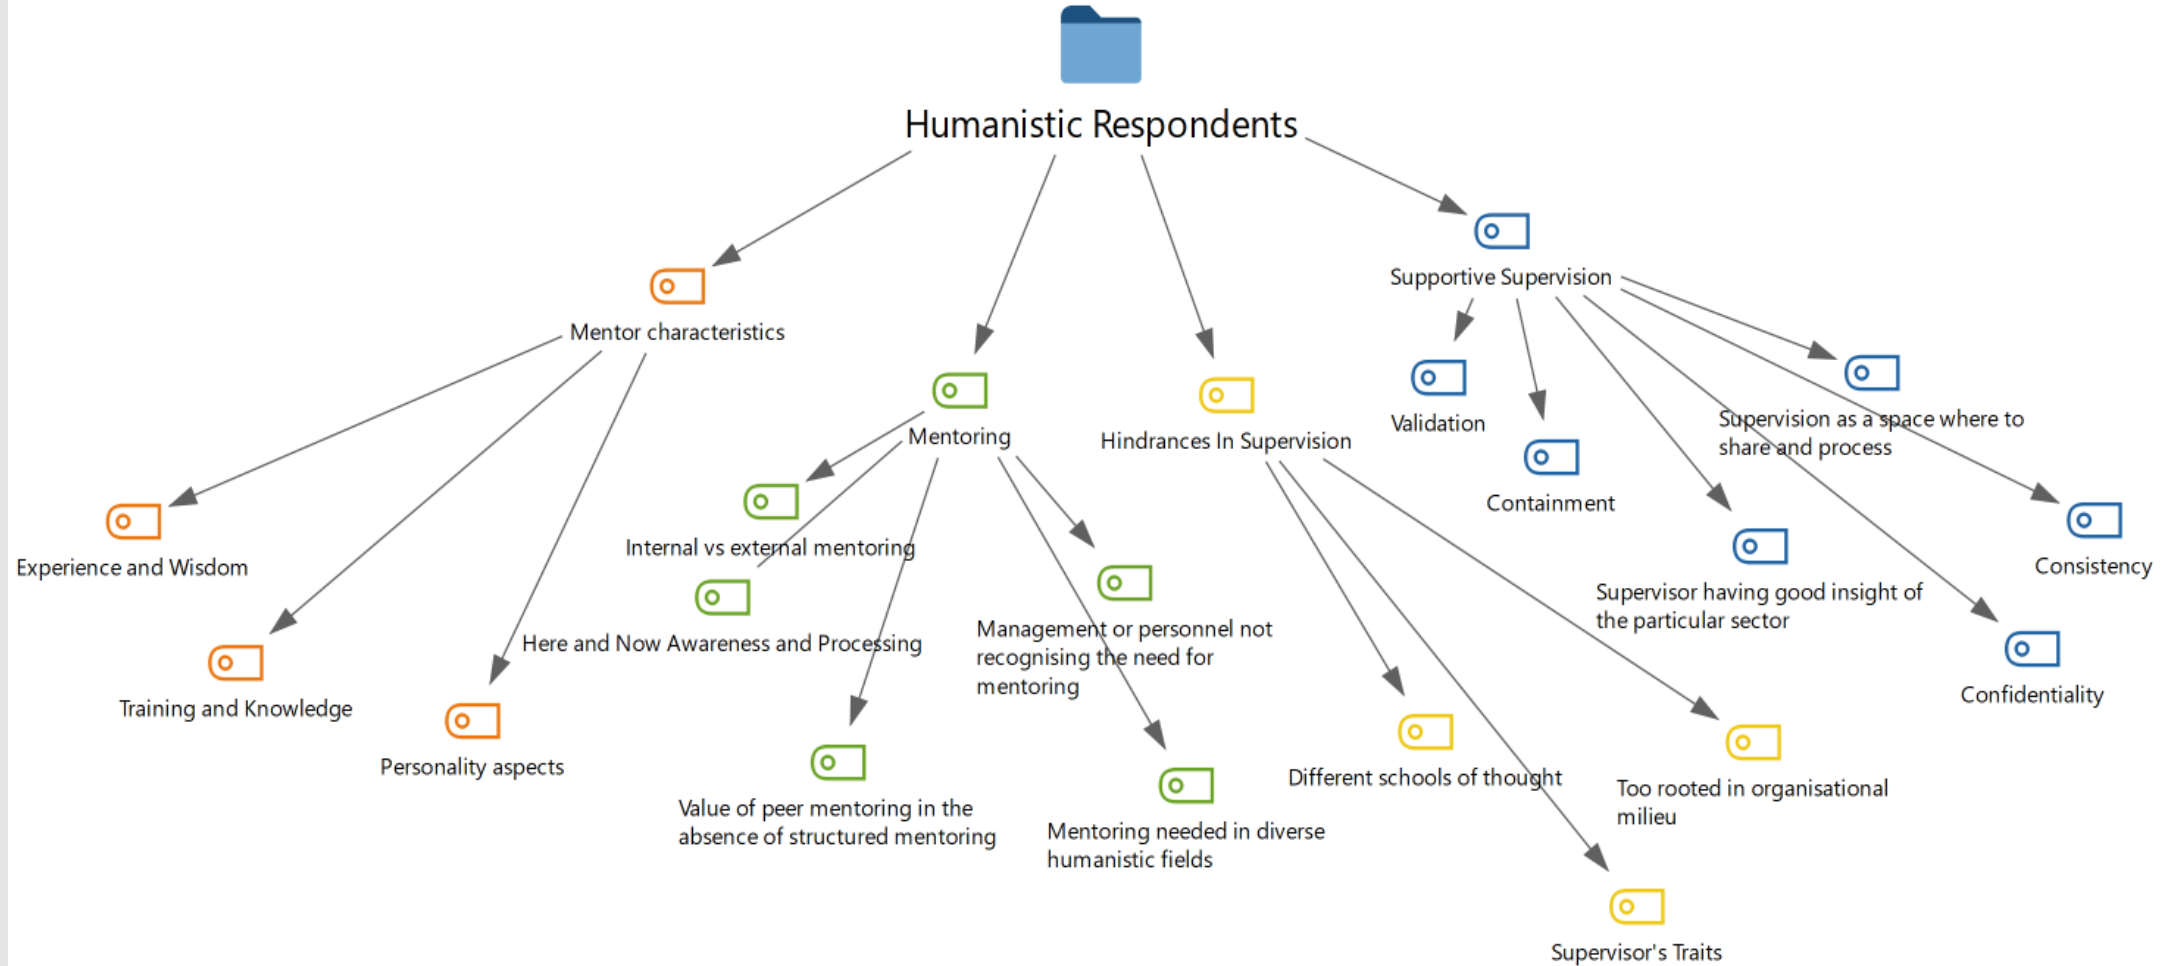 Humanistic Respondents
Supportive Supervision
Mentor characteristics
Mentoring
Hindrances In Supervision
Validation
Supervision as a space where to
share and process
Containment
Internal vs external mentoring
Experience and Wisdom
Consistency
Supervisor having good insight of
the particular sector
Here and Now Awareness and Processing
Management or personnel not
recognising the need for
mentoring
Confidentiality
Training and Knowledge
Personality aspects
Different schools of thought
Too rooted in organisational
milieu
Value of peer mentoring in the
absence of structured mentoring
Mentoring needed in diverse
humanistic fields
Supervisor's Traits